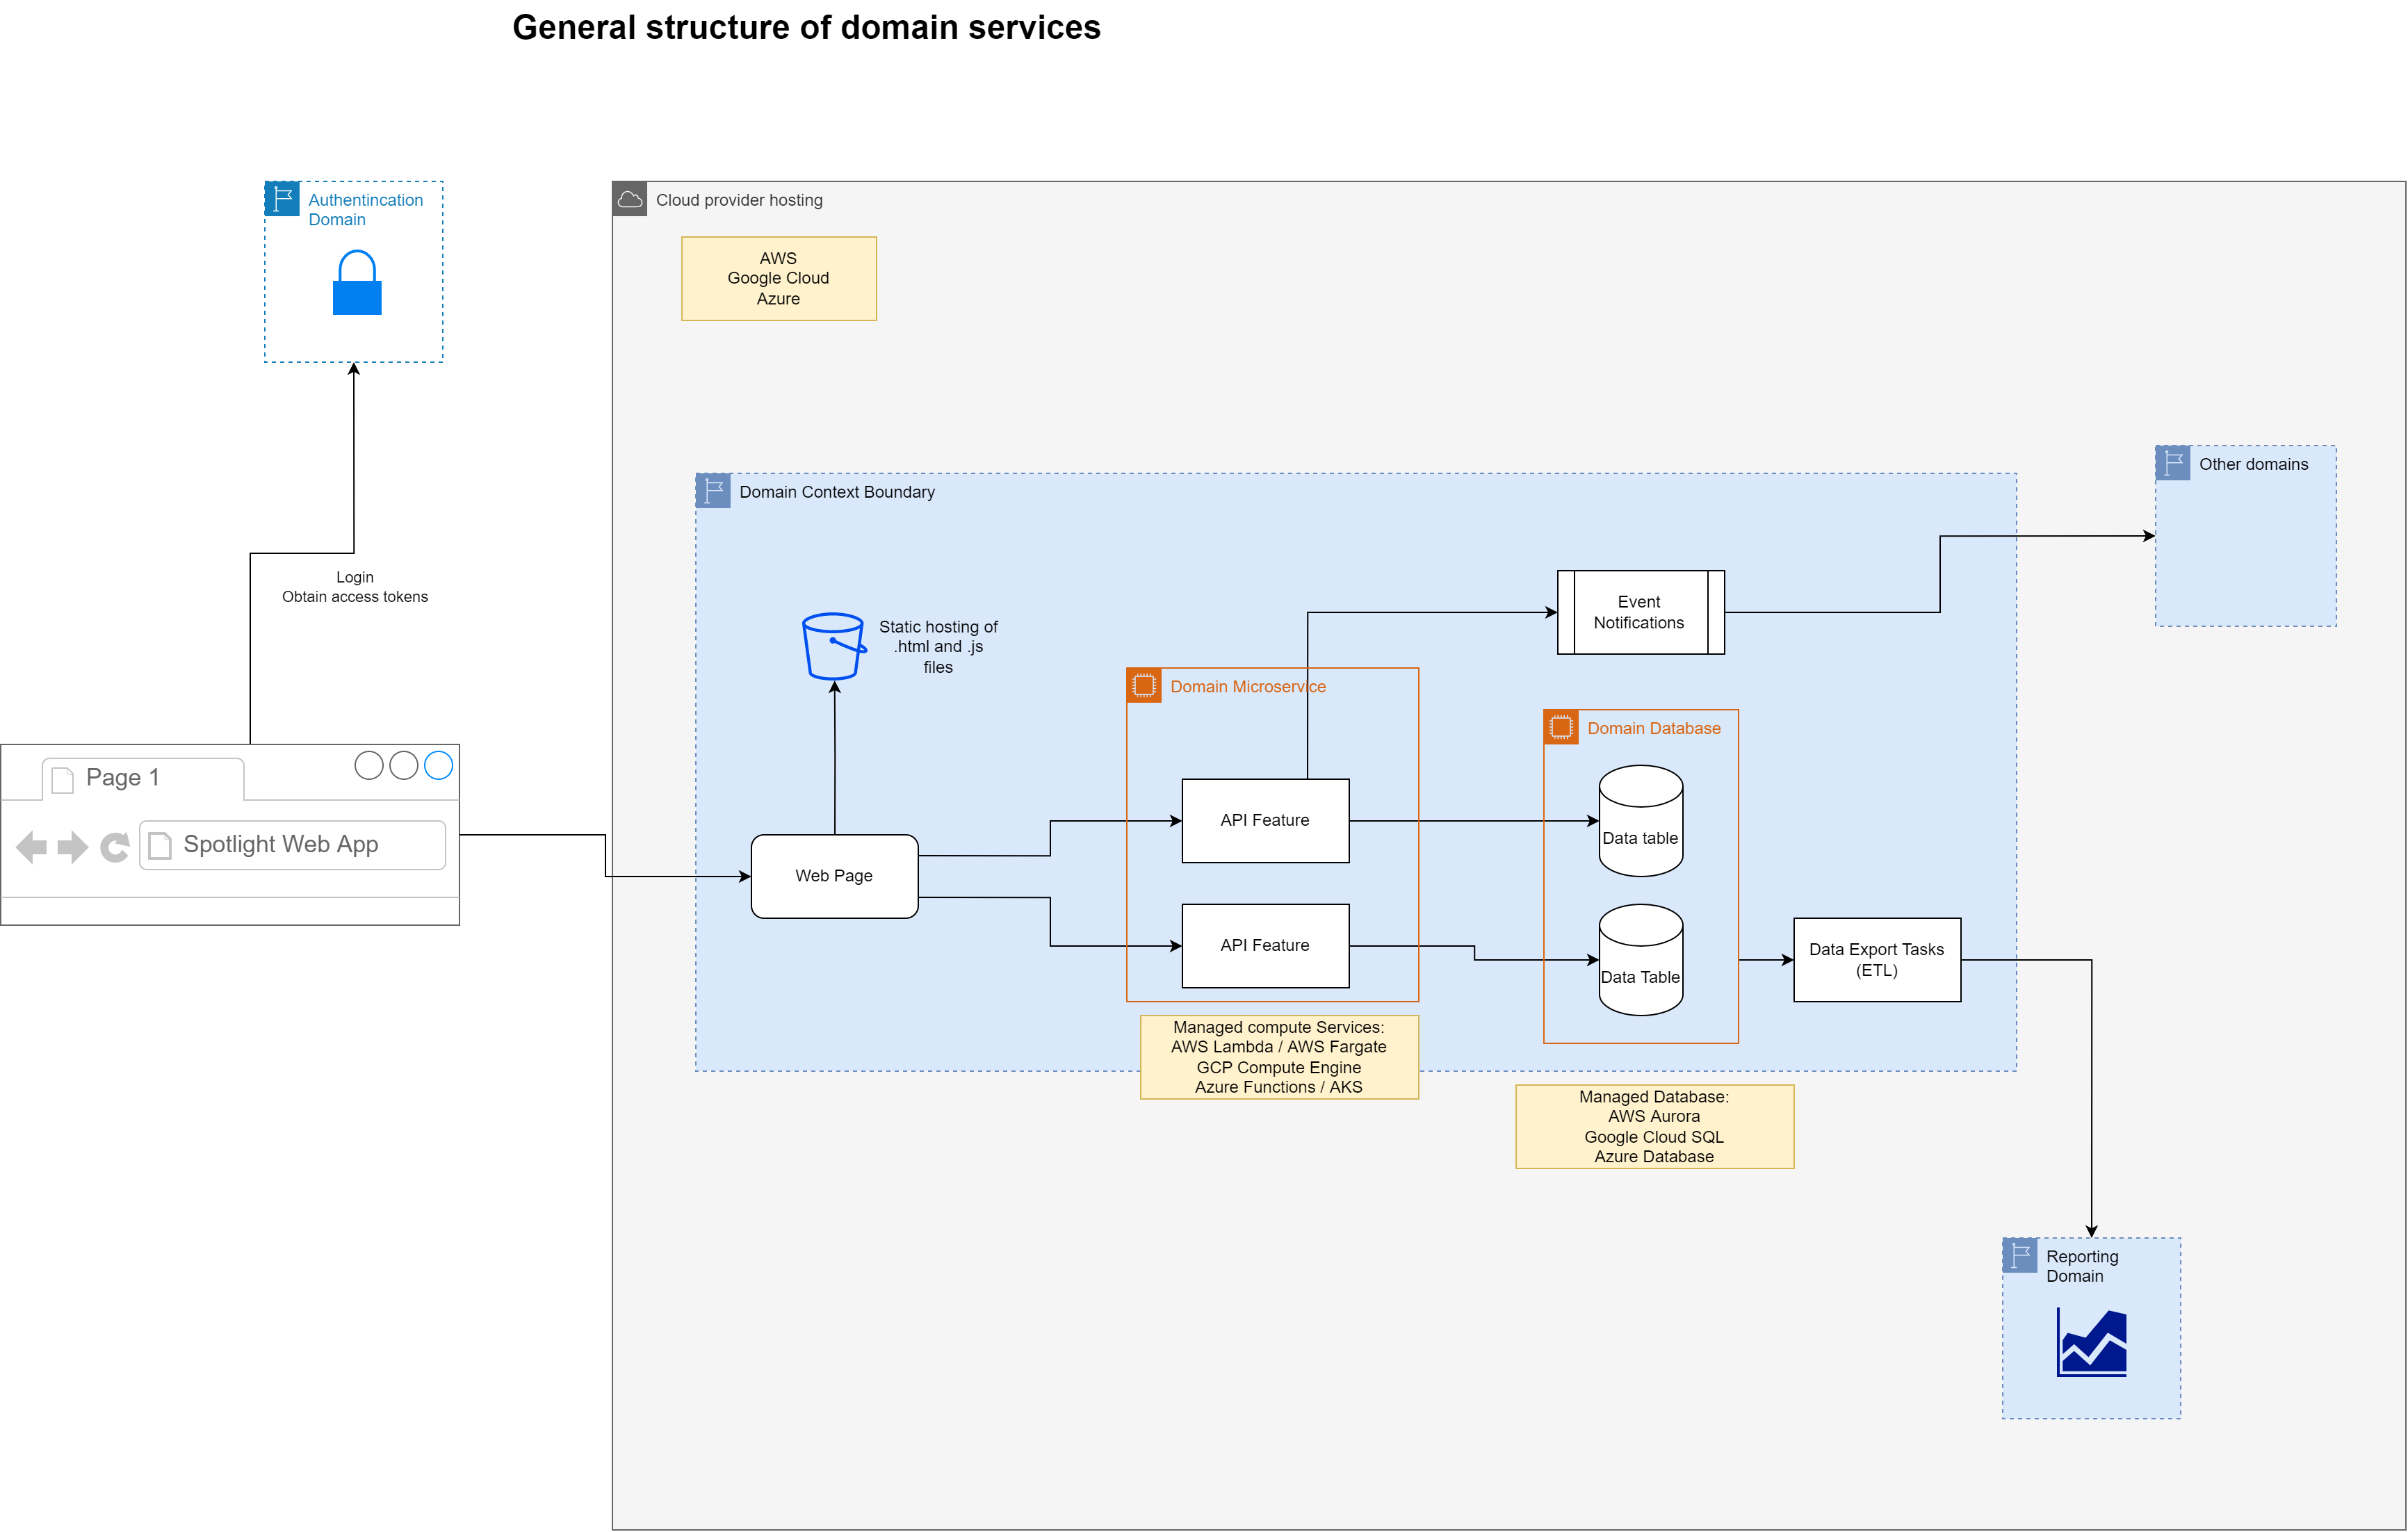 General structure of domain services
Authentincation
Domain
Cloud provider hosting
AWS
Google Cloud
Azure
Other domains
Domain Context Boundary
Login
Obtain access tokens
Event
Notifications
Static hosting of
.html and .js
files
Domain Microservice
Domain Database
Page 1
Spotlight Web App
API Feature
Data table
Web Page
API Feature
Data Table
Data Export Tasks
(ETL)
Managed compute Services:
AWS Lambda / AWS Fargate
GCP Compute Engine
Azure Functions / AKS
Managed Database:
AWS Aurora
Google Cloud SQL
Azure Database
Reporting
Domain